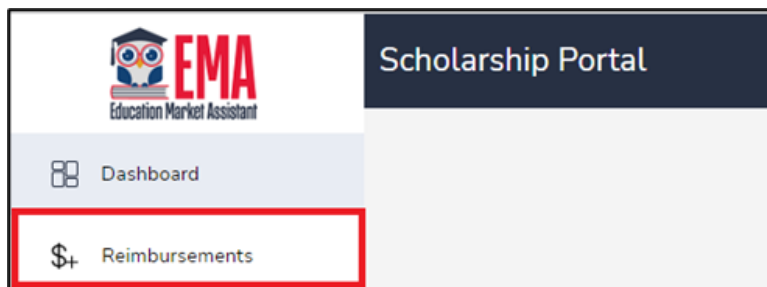 EMA
Education Market Assistant
Scholarship Portal
Dashboard
$+ Reimbursements